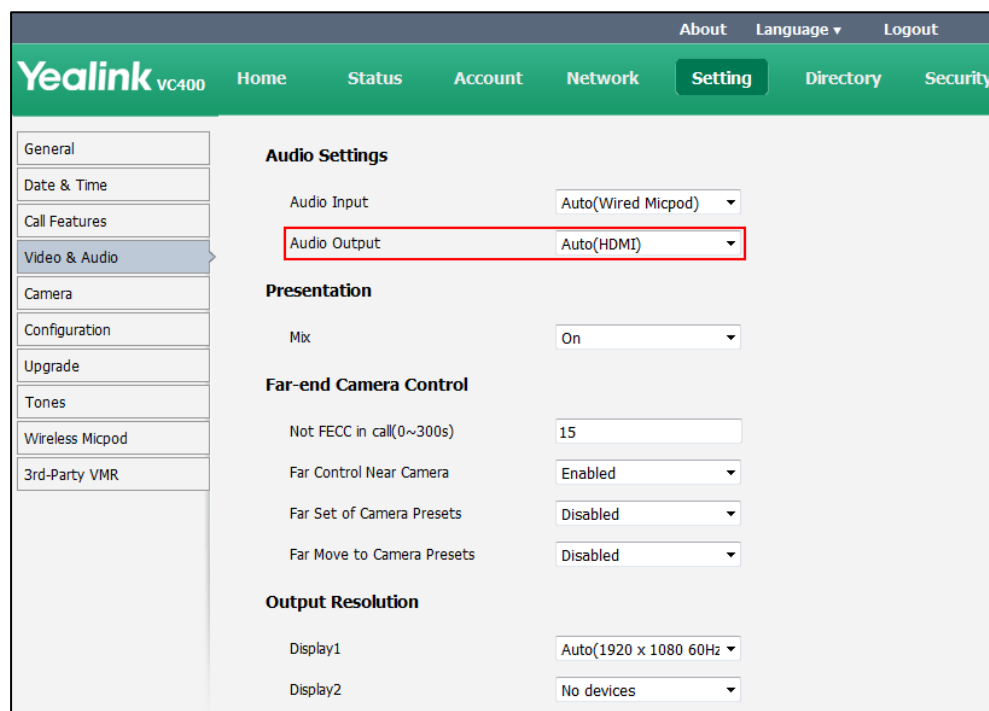 About Language ▾ Logout
Yealink VC400 Home Status Account Network Setting Directory Security
General
Date & Time
Call Features
Video & Audio
Camera
Configuration
Upgrade
Tones
Wireless Micpod
3rd-Party VMR
Audio Settings
Audio Input Auto(Wired Micpod)
Audio Output Auto(HDMI)
Presentation
Mix On
Far-end Camera Control
Not FECC in call(0~300s) 15
Far Control Near Camera Enabled
Far Set of Camera Presets Disabled
Far Move to Camera Presets Disabled
Output Resolution
Display1 Auto(1920 x 1080 60Hz
Display2 No devices